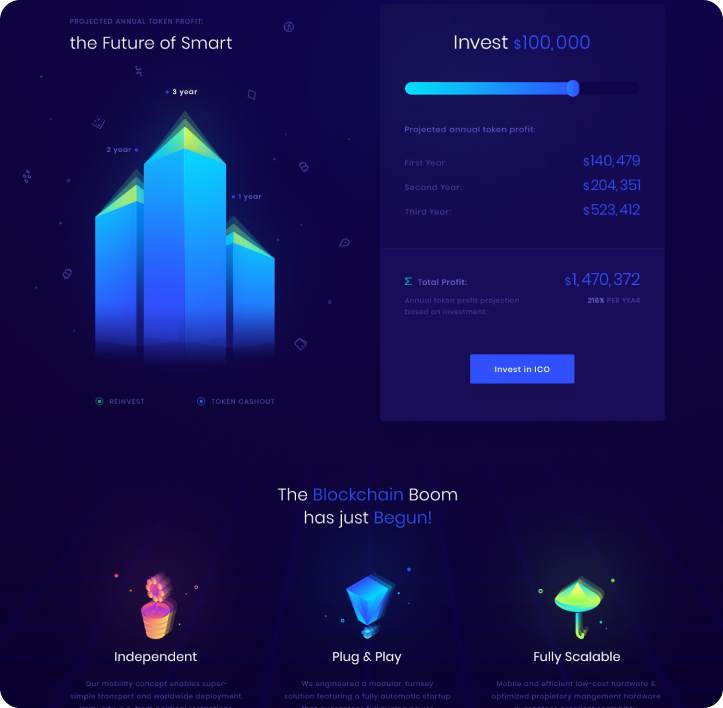 PROJECTED ANNUAL TOKEN PROFIT:
the Future of Smart
3 year
2 year
1 year
REINVEST
TOKEN CASHOUT
Invest $100,000
Projected annual token profit:
First Year: $140,479
Second Year: $204,351
Third Year: $523,412
Σ Total Profit: $1,470,372
Annual token profit projection 216% PER YEAR
based on investment.
Invest in ICO
The Blockchain Boom
has just Begun!
Independent
Our mobility concept enables super-
simple transport and worldwide deployment,
Plug & Play
We engineered a modular, turnkey
solution featuring a fully automatic startup
Fully Scalable
Mobile and efficient low-cost hardware &
optimized propietory mangement hardware